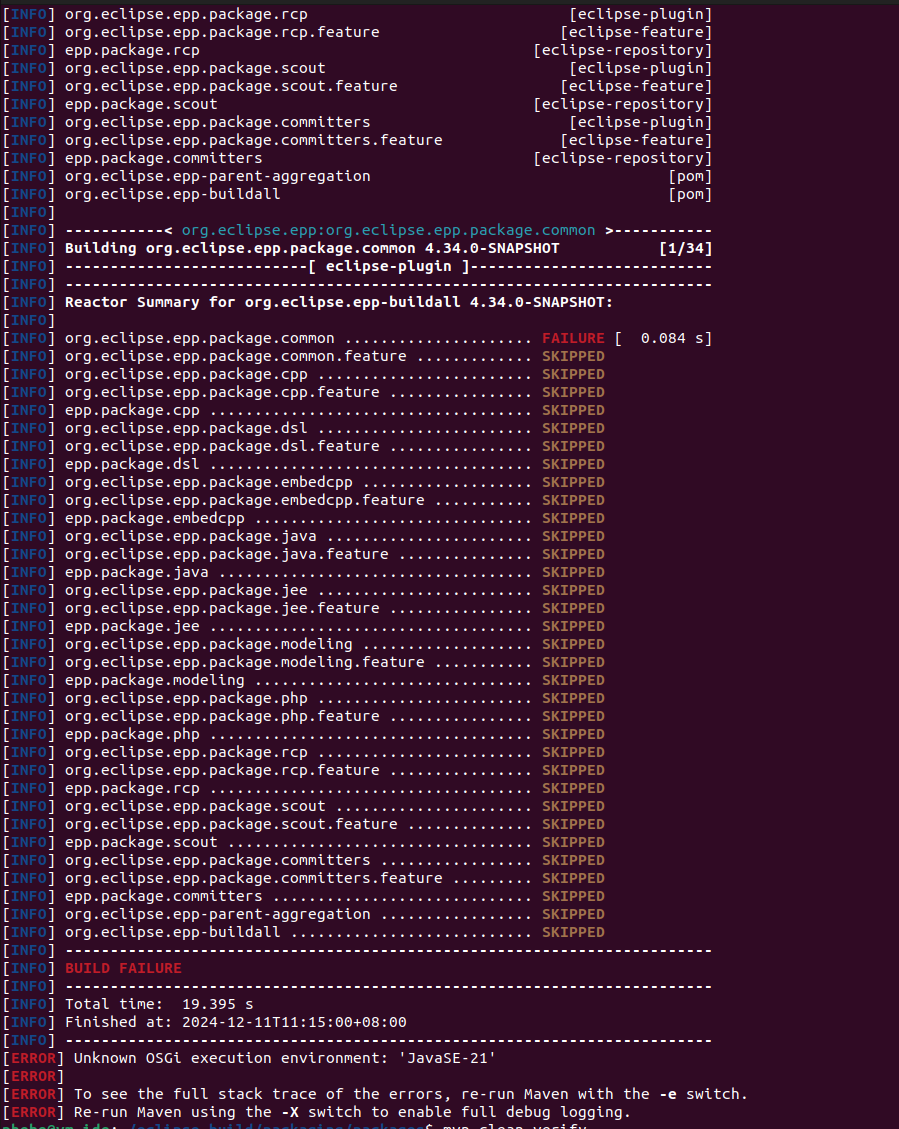 [INFO] org.eclipse.epp.package.rcp [eclipse-plugin]
[INFO] org.eclipse.epp.package.rcp.feature [eclipse-feature]
[INFO] epp.package.rcp [eclipse-repository]
[INFO] org.eclipse.epp.package.scout [eclipse-plugin]
[INFO] org.eclipse.epp.package.scout.feature [eclipse-feature]
[INFO] epp.package.scout [eclipse-repository]
[INFO] org.eclipse.epp.package.committers [eclipse-plugin]
[INFO] org.eclipse.epp.package.committers.feature [eclipse-feature]
[INFO] epp.package.committers [eclipse-repository]
[INFO] org.eclipse.epp-parent-aggregation [pom]
[INFO] org.eclipse.epp-buildall [pom]
[INFO]
[INFO] -----------< org.eclipse.epp:org.eclipse.epp.package.common >-----------
[INFO] Building org.eclipse.epp.package.common 4.34.0-SNAPSHOT [1/34]
[INFO] ---------------------------[ eclipse-plugin ]---------------------------
[INFO] ------------------------------------------------------------------------
[INFO] Reactor Summary for org.eclipse.epp-buildall 4.34.0-SNAPSHOT:
[INFO]
[INFO] org.eclipse.epp.package.common ..................... FAILURE [  0.084 s]
[INFO] org.eclipse.epp.package.common.feature ............. SKIPPED
[INFO] org.eclipse.epp.package.cpp ........................ SKIPPED
[INFO] org.eclipse.epp.package.cpp.feature ................ SKIPPED
[INFO] epp.package.cpp .................................... SKIPPED
[INFO] org.eclipse.epp.package.dsl ........................ SKIPPED
[INFO] org.eclipse.epp.package.dsl.feature ................ SKIPPED
[INFO] epp.package.dsl .................................... SKIPPED
[INFO] org.eclipse.epp.package.embedcpp ................... SKIPPED
[INFO] org.eclipse.epp.package.embedcpp.feature ........... SKIPPED
[INFO] epp.package.embedcpp ............................... SKIPPED
[INFO] org.eclipse.epp.package.java ....................... SKIPPED
[INFO] org.eclipse.epp.package.java.feature ............... SKIPPED
[INFO] epp.package.java ................................... SKIPPED
[INFO] org.eclipse.epp.package.jee ........................ SKIPPED
[INFO] org.eclipse.epp.package.jee.feature ................ SKIPPED
[INFO] epp.package.jee .................................... SKIPPED
[INFO] org.eclipse.epp.package.modeling ................... SKIPPED
[INFO] org.eclipse.epp.package.modeling.feature ........... SKIPPED
[INFO] epp.package.modeling ............................... SKIPPED
[INFO] org.eclipse.epp.package.php ........................ SKIPPED
[INFO] org.eclipse.epp.package.php.feature ................ SKIPPED
[INFO] epp.package.php .................................... SKIPPED
[INFO] org.eclipse.epp.package.rcp ........................ SKIPPED
[INFO] org.eclipse.epp.package.rcp.feature ................ SKIPPED
[INFO] epp.package.rcp .................................... SKIPPED
[INFO] org.eclipse.epp.package.scout ...................... SKIPPED
[INFO] org.eclipse.epp.package.scout.feature .............. SKIPPED
[INFO] epp.package.scout .................................. SKIPPED
[INFO] org.eclipse.epp.package.committers ................. SKIPPED
[INFO] org.eclipse.epp.package.committers.feature ......... SKIPPED
[INFO] epp.package.committers ............................. SKIPPED
[INFO] org.eclipse.epp-parent-aggregation ................. SKIPPED
[INFO] org.eclipse.epp-buildall ........................... SKIPPED
[INFO] ------------------------------------------------------------------------
[INFO] BUILD FAILURE
[INFO] ------------------------------------------------------------------------
[INFO] Total time:  19.395 s
[INFO] Finished at: 2024-12-11T11:15:00+08:00
[INFO] ------------------------------------------------------------------------
[ERROR] Unknown OSGi execution environment: 'JavaSE-21'
[ERROR]
[ERROR] To see the full stack trace of the errors, re-run Maven with the -e switch.
[ERROR] Re-run Maven using the -X switch to enable full debug logging.
mvn clean verify